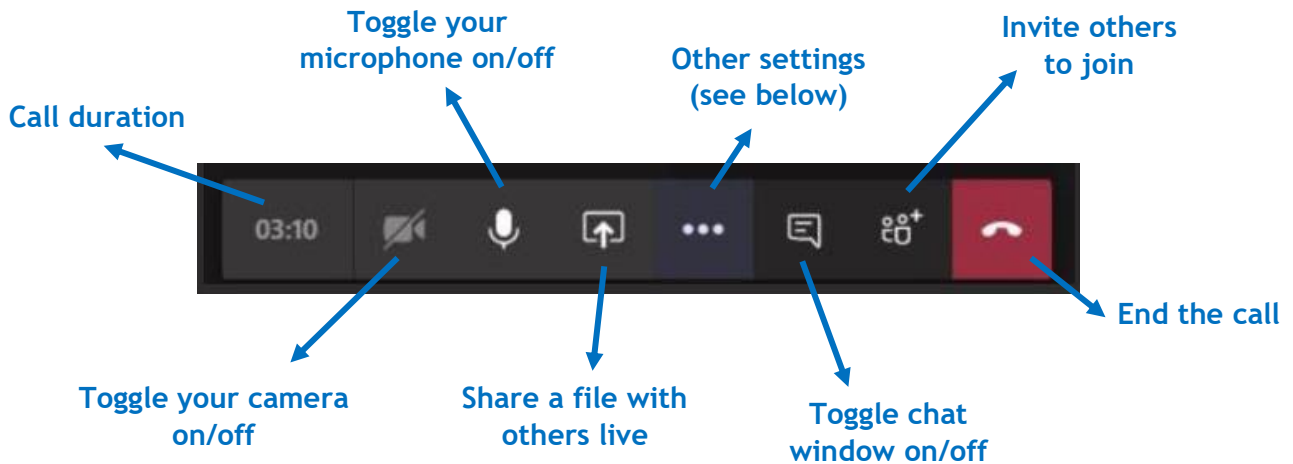 Toggle your
microphone on/off
Invite others
to join
Other settings
(see below)
Call duration
03:10
End the call
Toggle your camera
on/off
Share a file with
others live
Toggle chat
window on/off